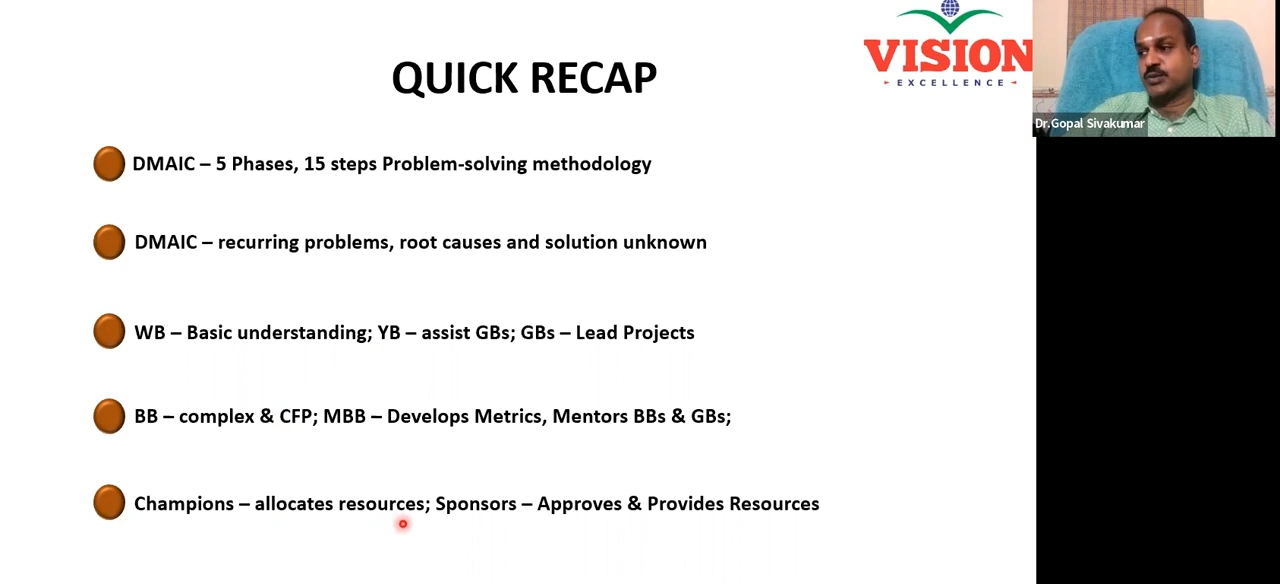 VISION
EXCELLENCE
QUICK RECAP
Dr.Gopal Sivakumar
DMAIC – 5 Phases, 15 steps Problem-solving methodology
DMAIC – recurring problems, root causes and solution unknown
WB – Basic understanding; YB – assist GBs; GBs – Lead Projects
BB – complex & CFP; MBB – Develops Metrics, Mentors BBs & GBs;
Champions – allocates resources; Sponsors – Approves & Provides Resources